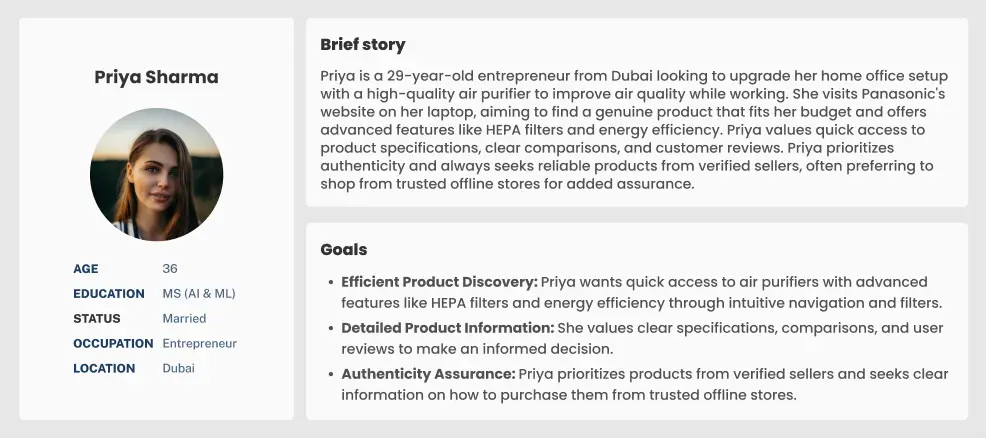 Priya Sharma
AGE 36
EDUCATION MS (AI & ML)
STATUS Married
OCCUPATION Entrepreneur
LOCATION Dubai
Brief story
Priya is a 29-year-old entrepreneur from Dubai looking to upgrade her home office setup
with a high-quality air purifier to improve air quality while working. She visits Panasonic's
website on her laptop, aiming to find a genuine product that fits her budget and offers
advanced features like HEPA filters and energy efficiency. Priya values quick access to
product specifications, clear comparisons, and customer reviews. Priya prioritizes
authenticity and always seeks reliable products from verified sellers, often preferring to
shop from trusted offline stores for added assurance.
Goals
• Efficient Product Discovery: Priya wants quick access to air purifiers with advanced
features like HEPA filters and energy efficiency through intuitive navigation and filters.
• Detailed Product Information: She values clear specifications, comparisons, and user
reviews to make an informed decision.
• Authenticity Assurance: Priya prioritizes products from verified sellers and seeks clear
information on how to purchase them from trusted offline stores.